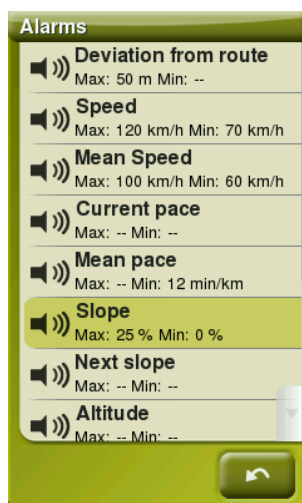 Alarms
Deviation from route
Max: 50 m Min: --
Speed
Max: 120 km/h Min: 70 km/h
Mean Speed
Max: 100 km/h Min: 60 km/h
Current pace
Max: -- Min: --
Mean pace
Max: -- Min: 12 min/km
Slope
Max: 25 % Min: 0 %
Next slope
Max: -- Min: --
Altitude
Max: -- Min: --